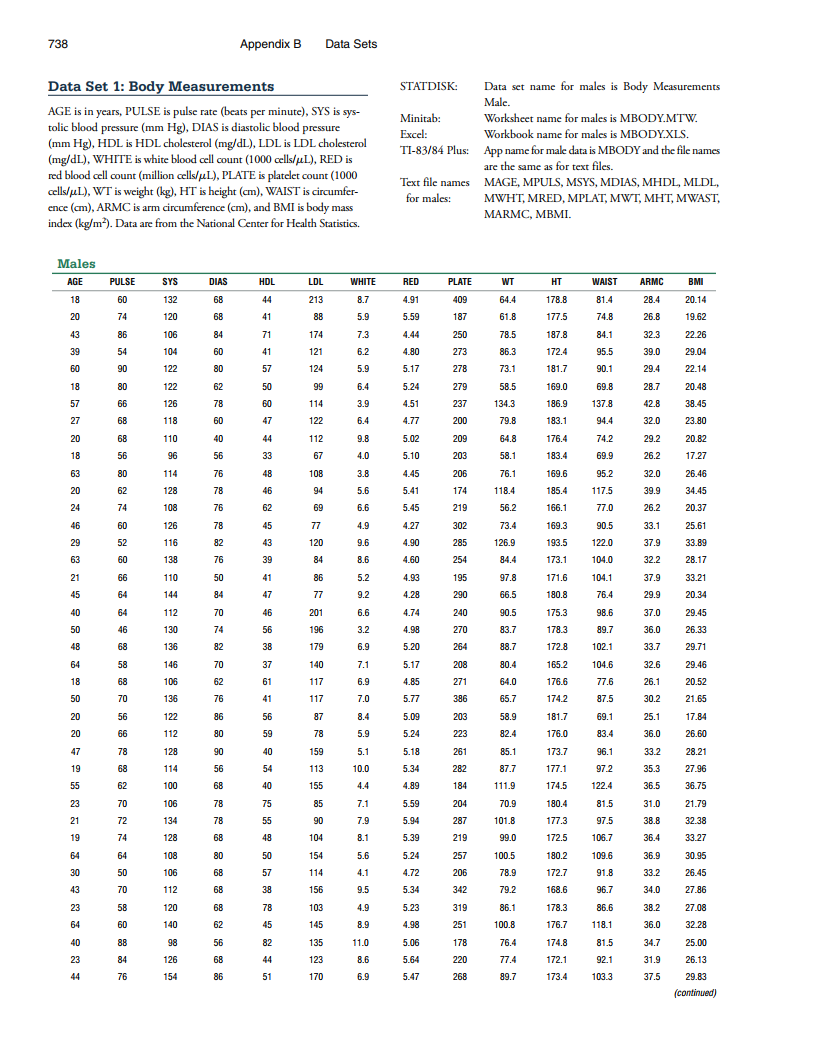 738 Appendix B Data Sets
Data Set 1: Body Measurements
AGE is in years, PULSE is pulse rate (beats per minute), SYS is sys-
tolic blood pressure (mm Hg), DIAS is diastolic blood pressure
(mm Hg), HDL is HDL cholesterol (mg/dL), LDL is LDL cholesterol
(mg/dL), WHITE is white blood cell count (1000 cells/μL), RED is
red blood cell count (million cells/μL), PLATE is platelet count (1000
cells/μL), WT is weight (kg), HT is height (cm), WAIST is circumfer-
ence (cm), ARMC is arm circumference (cm), and BMI is body mass
index (kg/m²). Data are from the National Center for Health Statistics.
STATDISK: Data set name for males is Body Measurements
Male.
Minitab: Worksheet name for males is MBODY.MTW.
Excel: Workbook name for males is MBODY.XLS.
TI-83/84 Plus: App name for male data is MBODY and the file names
are the same as for text files.
Text file names MAGE, MPULS, MSYS, MDIAS, MHDL, MLDL,
for males: MWHT, MRED, MPLAT, MWT, MHT, MWAST,
MARMC, MBMI.
Males
AGE PULSE SYS DIAS HDL LDL WHITE RED PLATE WT HT WAIST ARMC BMI
18 60 132 68 44 213 8.7 4.91 409 64.4 178.8 81.4 28.4 20.14
20 74 120 68 41 88 5.9 5.59 187 61.8 177.5 74.8 26.8 19.62
43 86 106 84 71 174 7.3 4.44 250 78.5 187.8 84.1 32.3 22.26
39 54 104 60 41 121 6.2 4.80 273 86.3 172.4 95.5 39.0 29.04
60 90 122 80 57 124 5.9 5.17 278 73.1 181.7 90.1 29.4 22.14
18 80 122 62 50 99 6.4 5.24 279 58.5 169.0 69.8 28.7 20.48
57 66 126 78 60 114 3.9 4.51 237 134.3 186.9 137.8 42.8 38.45
27 68 118 60 47 122 6.4 4.77 200 79.8 183.1 94.4 32.0 23.80
20 68 110 40 44 112 9.8 5.02 209 64.8 176.4 74.2 29.2 20.82
18 56 96 56 33 67 4.0 5.10 203 58.1 183.4 69.9 26.2 17.27
63 80 114 76 48 108 3.8 4.45 206 76.1 169.6 95.2 32.0 26.46
20 62 128 78 46 94 5.6 5.41 174 118.4 185.4 117.5 39.9 34.45
24 74 108 76 62 69 6.6 5.45 219 56.2 166.1 77.0 26.2 20.37
46 60 126 78 45 77 4.9 4.27 302 73.4 169.3 90.5 33.1 25.61
29 52 116 82 43 120 9.6 4.90 285 126.9 193.5 122.0 37.9 33.89
63 60 138 76 39 84 8.6 4.60 254 84.4 173.1 104.0 32.2 28.17
21 66 110 50 41 86 5.2 4.93 195 97.8 171.6 104.1 37.9 33.21
45 64 144 84 47 77 9.2 4.28 290 66.5 180.8 76.4 29.9 20.34
40 64 112 70 46 201 6.6 4.74 240 90.5 175.3 98.6 37.0 29.45
50 46 130 74 56 196 3.2 4.98 270 83.7 178.3 89.7 36.0 26.33
48 68 136 82 38 179 6.9 5.20 264 88.7 172.8 102.1 33.7 29.71
64 58 146 70 37 140 7.1 5.17 208 80.4 165.2 104.6 32.6 29.46
18 68 106 62 61 117 6.9 4.85 271 64.0 176.6 77.6 26.1 20.52
50 70 136 76 41 117 7.0 5.77 386 65.7 174.2 87.5 30.2 21.65
20 56 122 86 56 87 8.4 5.09 203 58.9 181.7 69.1 25.1 17.84
20 66 112 80 59 78 5.9 5.24 223 82.4 176.0 83.4 36.0 26.60
47 78 128 90 40 159 5.1 5.18 261 85.1 173.7 96.1 33.2 28.21
19 68 114 56 54 113 10.0 5.34 282 87.7 177.1 97.2 35.3 27.96
55 62 100 68 40 155 4.4 4.89 184 111.9 174.5 122.4 36.5 36.75
23 70 106 78 75 85 7.1 5.59 204 70.9 180.4 81.5 31.0 21.79
21 72 134 78 55 90 7.9 5.94 287 101.8 177.3 97.5 38.8 32.38
19 74 128 68 48 104 8.1 5.39 219 99.0 172.5 106.7 36.4 33.27
64 64 108 80 50 154 5.6 5.24 257 100.5 180.2 109.6 36.9 30.95
30 50 106 68 57 114 4.1 4.72 206 78.9 172.7 91.8 33.2 26.45
43 70 112 68 38 156 9.5 5.34 342 79.2 168.6 96.7 34.0 27.86
23 58 120 68 78 103 4.9 5.23 319 86.1 178.3 86.6 38.2 27.08
64 60 140 62 45 145 8.9 4.98 251 100.8 176.7 118.1 36.0 32.28
40 88 98 56 82 135 11.0 5.06 178 76.4 174.8 81.5 34.7 25.00
23 84 126 68 44 123 8.6 5.64 220 77.4 172.1 92.1 31.9 26.13
44 76 154 86 51 170 6.9 5.47 268 89.7 173.4 103.3 37.5 29.83
(continued)